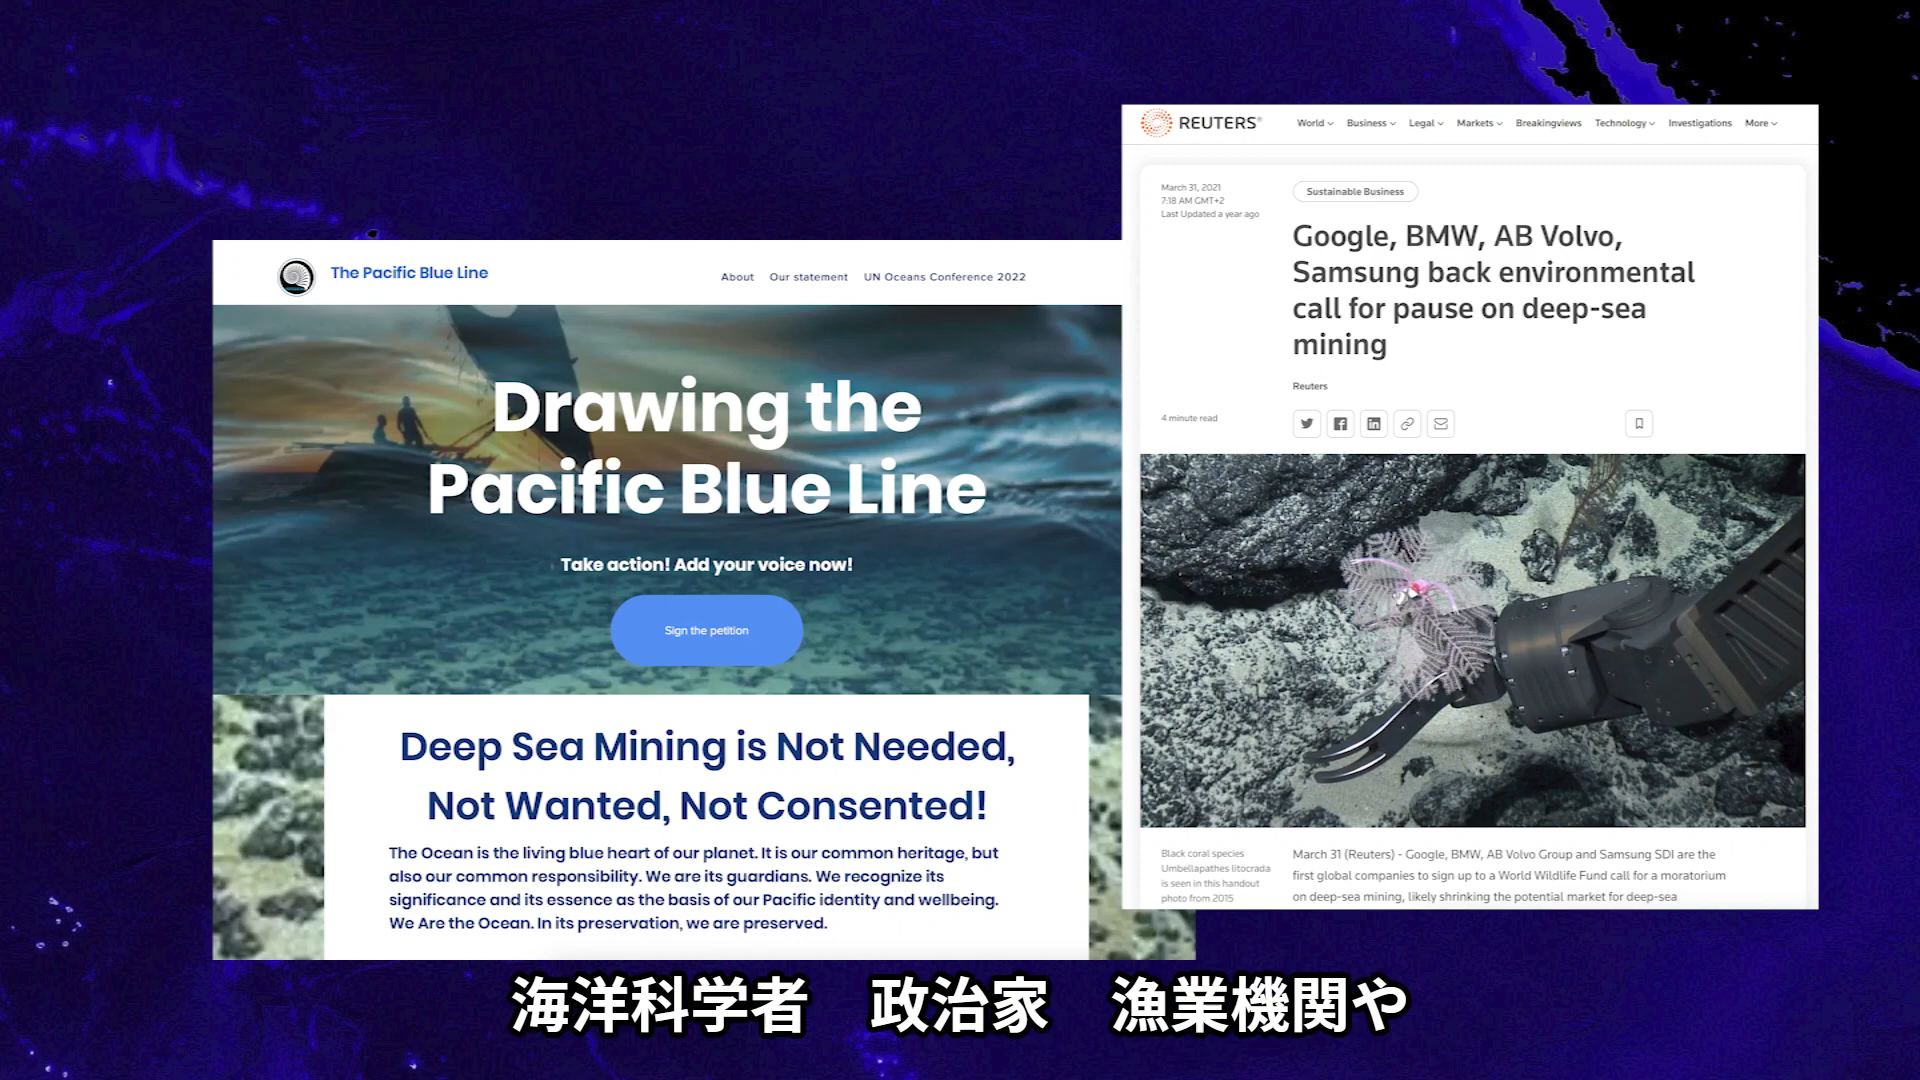 The Pacific Blue Line
About Our statement UN Oceans Conference 2022
Drawing the
Pacific Blue Line
Take action! Add your voice now!
Sign the petition
Deep Sea Mining is Not Needed,
Not Wanted, Not Consented!
The Ocean is the living blue heart of our planet. It is our common heritage, but
also our common responsibility. We are its guardians. We recognize its
significance and its essence as the basis of our Pacific identity and wellbeing.
We Are the Ocean. In its preservation, we are preserved.
REUTERS®
World Business Legal Markets Breakingviews Technology Investigations More
March 31, 2021
7:18 AM GMT+2
Last Updated a year ago
Sustainable Business
Google, BMW, AB Volvo,
Samsung back environmental
call for pause on deep-sea
mining
Reuters
4 minute read
Black coral species
Umbellapathes litocrada
is seen in this handout
photo from 2015
March 31 (Reuters) - Google, BMW, AB Volvo Group and Samsung SDI are the
first global companies to sign up to a World Wildlife Fund call for a moratorium
on deep-sea mining, likely shrinking the potential market for deep-sea
海洋科学者　政治家　漁業機関や